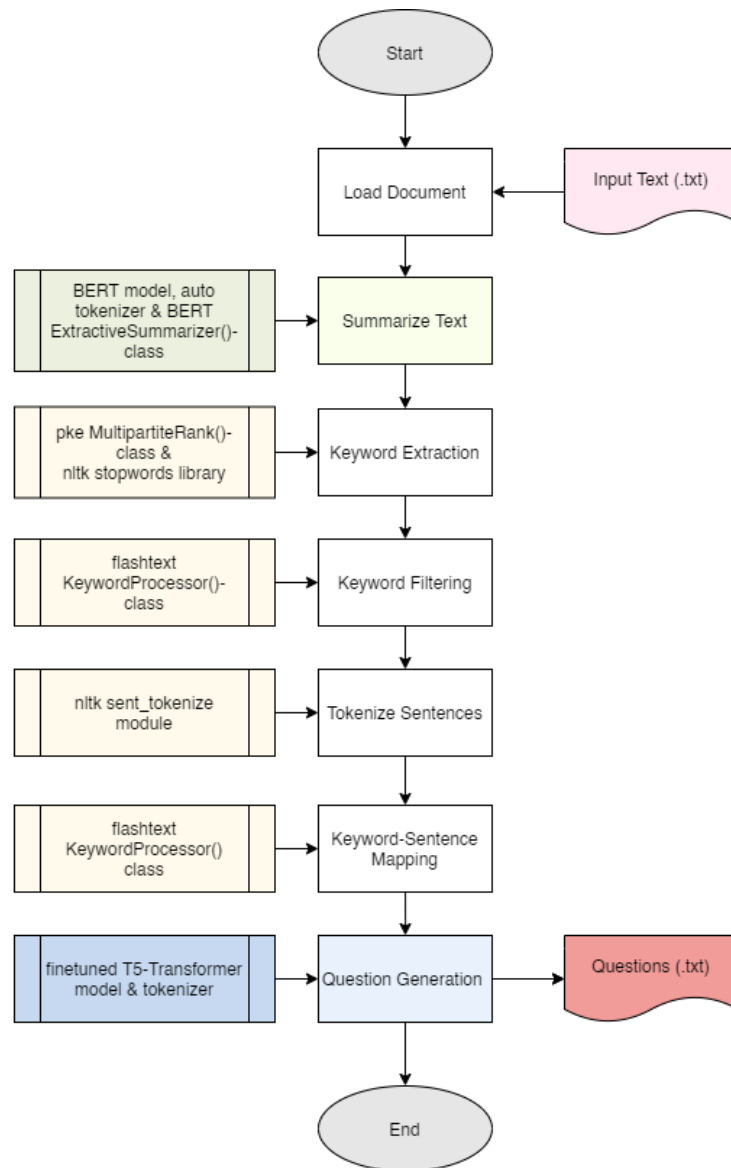 Start
Load Document
Input Text (.txt)
BERT model, auto
tokenizer & BERT
ExtractiveSummarizer()-
class
Summarize Text
pke MultipartiteRank()-
class &
nltk stopwords library
Keyword Extraction
flashtext
KeywordProcessor()-
class
Keyword Filtering
nltk sent_tokenize
module
Tokenize Sentences
flashtext
KeywordProcessor()
class
Keyword-Sentence
Mapping
finetuned T5-Transformer
model & tokenizer
Question Generation
Questions (.txt)
End